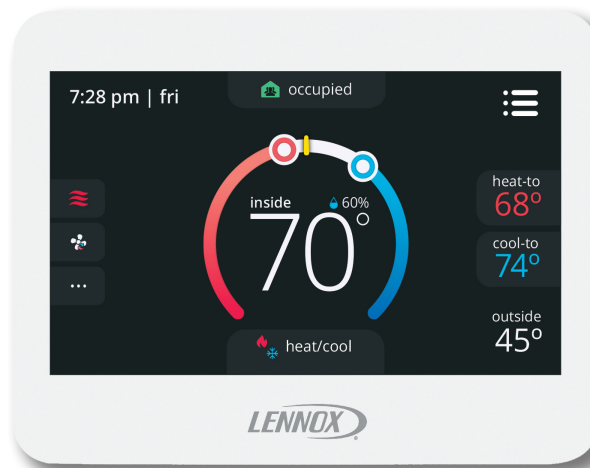 7:28 pm | fri
occupied
inside
60%
70°
heat-to
68°
cool-to
74°
outside
45°
heat/cool
LENNOX